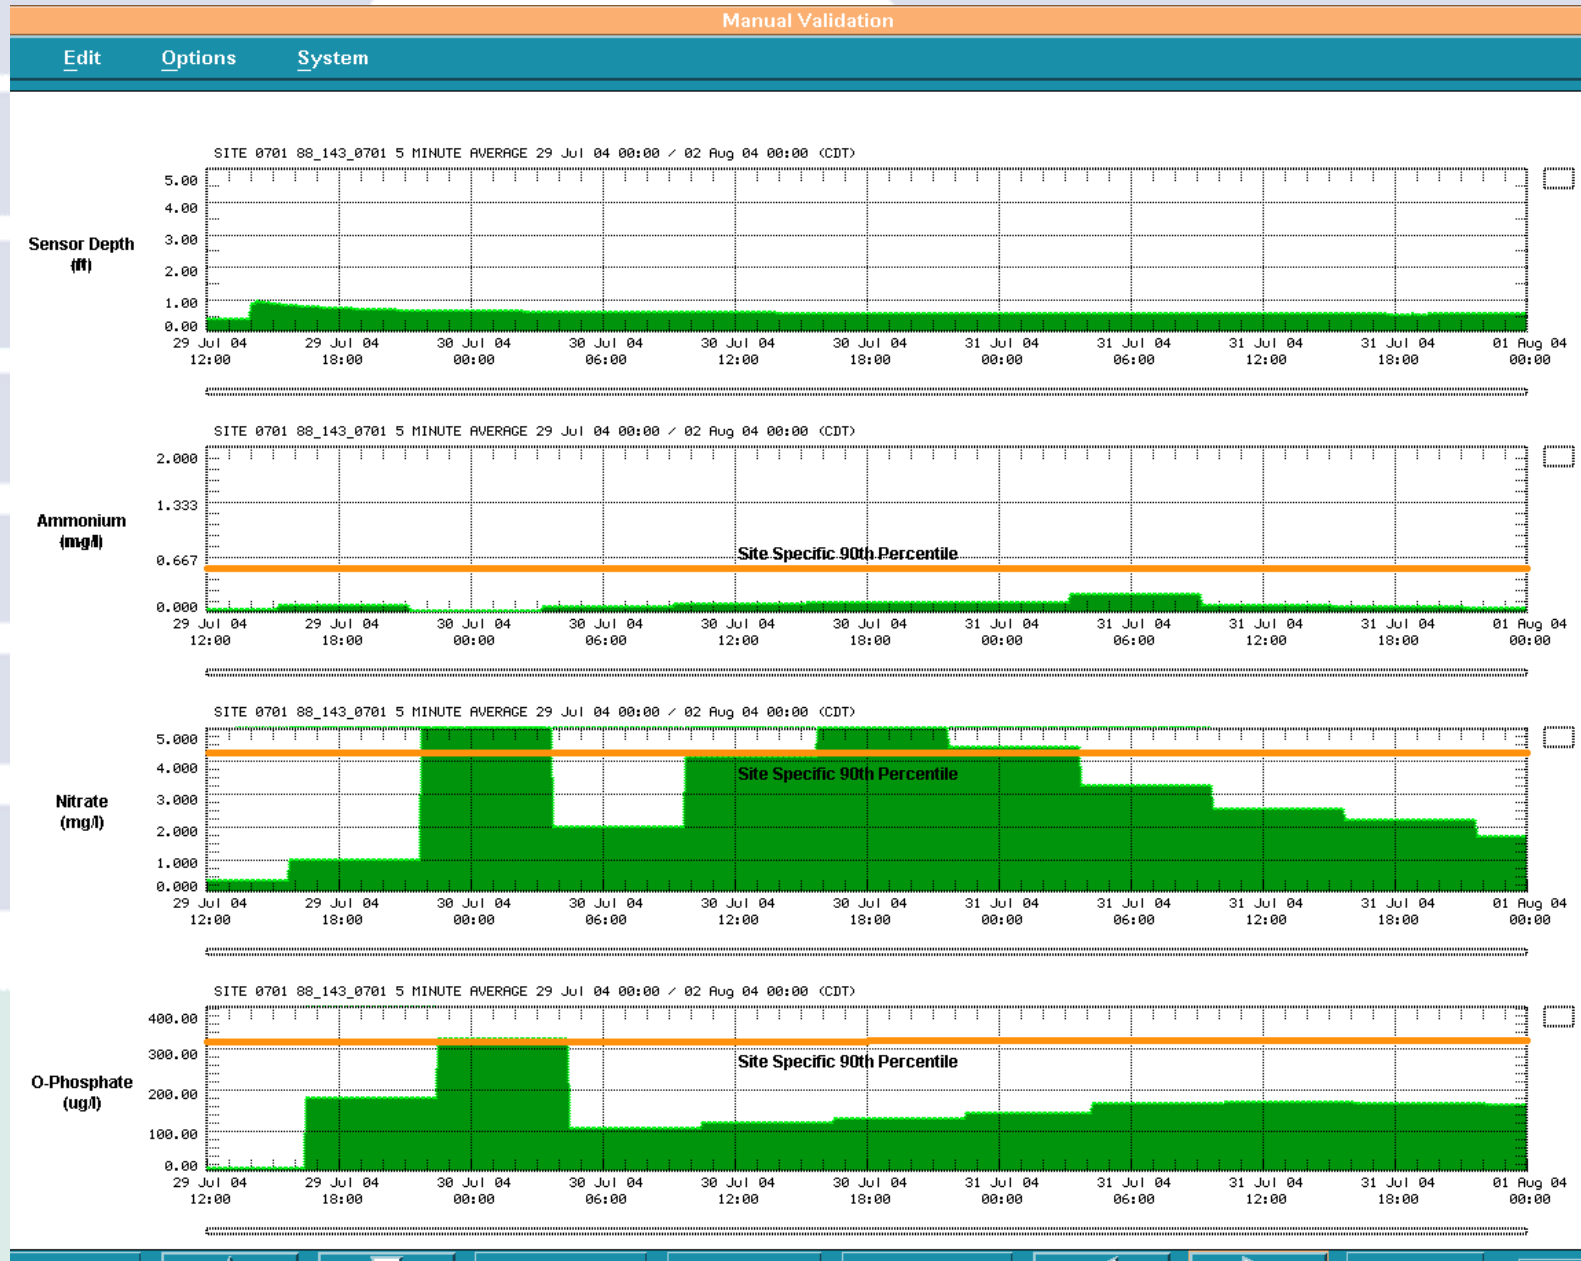 Manual Validation
Edit Options System
SITE 0701 88_143_0701 5 MINUTE AVERAGE 29 Jul 04 00:00 / 02 Aug 04 00:00 (CDT)
Sensor Depth
(ft)
5.00
4.00
3.00
2.00
1.00
0.00
29 Jul 04 29 Jul 04 30 Jul 04 30 Jul 04 30 Jul 04 30 Jul 04 31 Jul 04 31 Jul 04 31 Jul 04 31 Jul 04 01 Aug 04
12:00 18:00 00:00 06:00 12:00 18:00 00:00 06:00 12:00 18:00 00:00
SITE 0701 88_143_0701 5 MINUTE AVERAGE 29 Jul 04 00:00 / 02 Aug 04 00:00 (CDT)
Ammonium
(mg/l)
2.000
1.333
0.667
0.000
Site Specific 90th Percentile
29 Jul 04 29 Jul 04 30 Jul 04 30 Jul 04 30 Jul 04 30 Jul 04 31 Jul 04 31 Jul 04 31 Jul 04 31 Jul 04 01 Aug 04
12:00 18:00 00:00 06:00 12:00 18:00 00:00 06:00 12:00 18:00 00:00
SITE 0701 88_143_0701 5 MINUTE AVERAGE 29 Jul 04 00:00 / 02 Aug 04 00:00 (CDT)
Nitrate
(mg/l)
5.000
4.000
3.000
2.000
1.000
0.000
Site Specific 90th Percentile
29 Jul 04 29 Jul 04 30 Jul 04 30 Jul 04 30 Jul 04 30 Jul 04 31 Jul 04 31 Jul 04 31 Jul 04 31 Jul 04 01 Aug 04
12:00 18:00 00:00 06:00 12:00 18:00 00:00 06:00 12:00 18:00 00:00
SITE 0701 88_143_0701 5 MINUTE AVERAGE 29 Jul 04 00:00 / 02 Aug 04 00:00 (CDT)
O-Phosphate
(ug/l)
400.00
300.00
200.00
100.00
0.00
Site Specific 90th Percentile
29 Jul 04 29 Jul 04 30 Jul 04 30 Jul 04 30 Jul 04 30 Jul 04 31 Jul 04 31 Jul 04 31 Jul 04 31 Jul 04 01 Aug 04
12:00 18:00 00:00 06:00 12:00 18:00 00:00 06:00 12:00 18:00 00:00